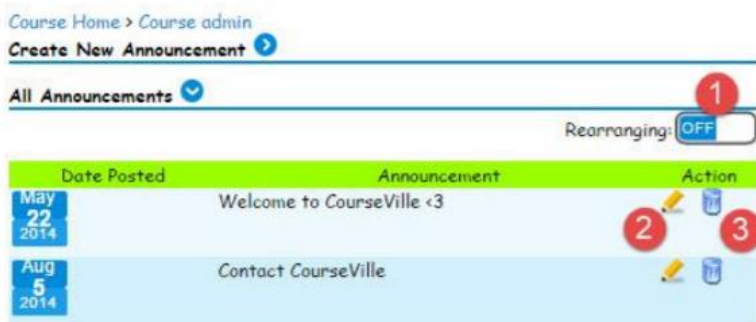 Course Home > Course admin
Create New Announcement
All Announcements
1
Rearranging: OFF
Date Posted Announcement Action
May
22
2014
Welcome to CourseVille <3
2
3
Aug
5
2014
Contact CourseVille